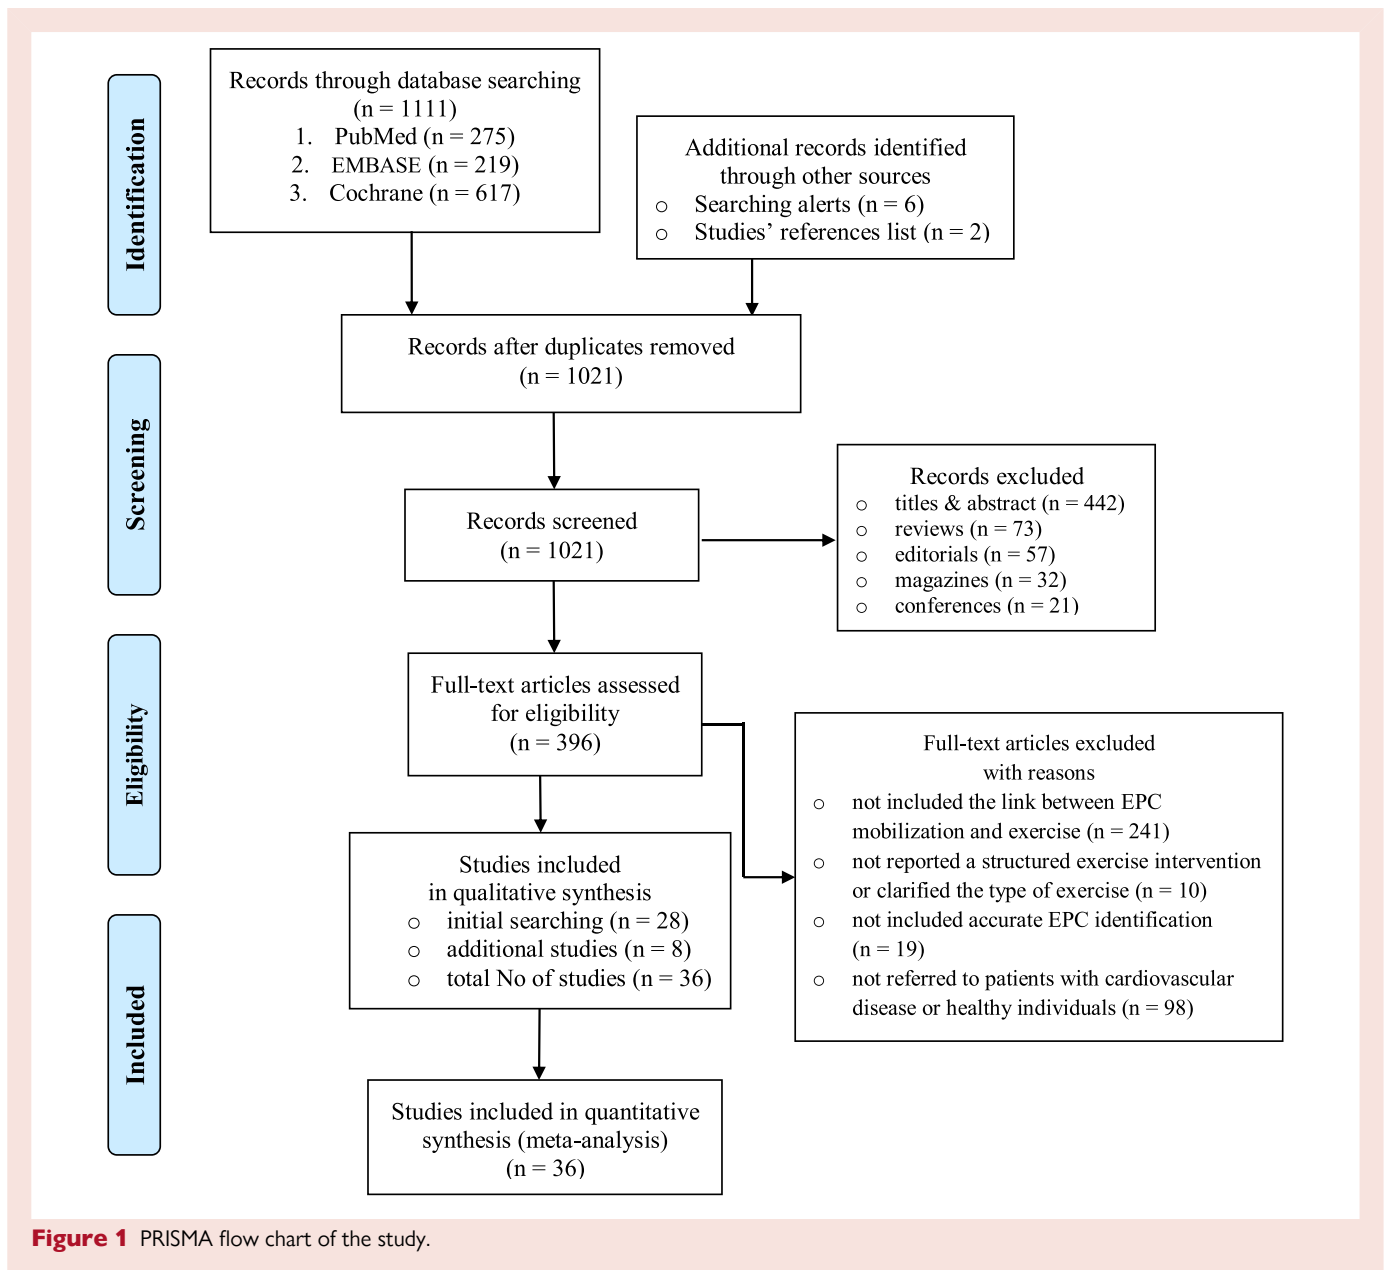 Identification
Records through database searching
(n = 1111)
1. PubMed (n = 275)
2. EMBASE (n = 219)
3. Cochrane (n = 617)
Additional records identified
through other sources
o Searching alerts (n = 6)
o Studies’ references list (n = 2)
Records after duplicates removed
(n = 1021)
Screening
Records screened
(n = 1021)
Records excluded
o titles & abstract (n = 442)
o reviews (n = 73)
o editorials (n = 57)
o magazines (n = 32)
o conferences (n = 21)
Eligibility
Full-text articles assessed
for eligibility
(n = 396)
Full-text articles excluded
with reasons
o not included the link between EPC
mobilization and exercise (n = 241)
o not reported a structured exercise intervention
or clarified the type of exercise (n = 10)
o not included accurate EPC identification
(n = 19)
o not referred to patients with cardiovascular
disease or healthy individuals (n = 98)
Studies included
in qualitative synthesis
o initial searching (n = 28)
o additional studies (n = 8)
o total No of studies (n = 36)
Included
Studies included in quantitative
synthesis (meta-analysis)
(n = 36)
Figure 1 PRISMA flow chart of the study.